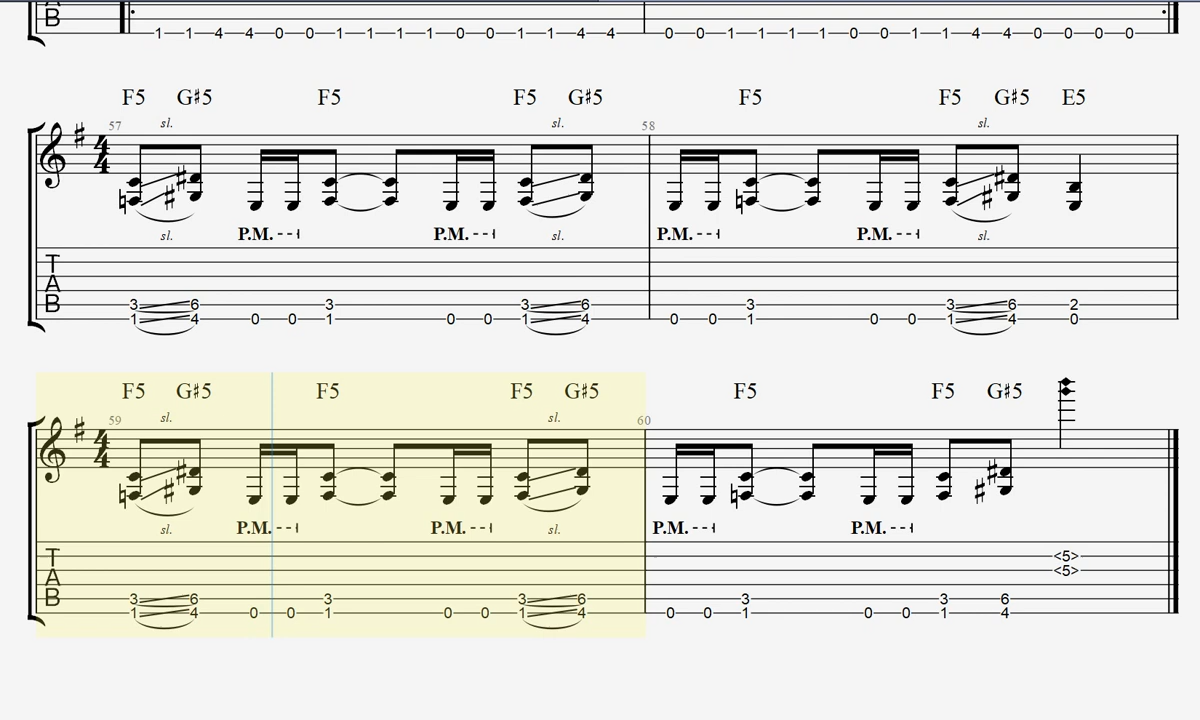 B
1 1 4 4 0 0 1 1 1 1 0 0 1 1 4 4 0 0 1 1 1 1 0 0 1 1 4 4 0 0 0 0
F5 G#5 F5 F5 G#5 F5 F5 G#5 E5
57 sl. sl. 58 sl.
4
4
sl. P.M. P.M. sl. P.M. P.M. sl.
T
A
B 3 6 3 3 6 3 3 6 2
1 4 0 0 1 0 0 1 4 0 0 1 0 0 1 4 0
F5 G#5 F5 F5 G#5 F5 F5 G#5
59 sl. sl. 60
4
4
sl. P.M. P.M. sl. P.M. P.M.
T <5>
A <5>
B 3 6 3 3 6 3 3 6
1 4 0 0 1 0 0 1 4 0 0 1 0 0 1 4